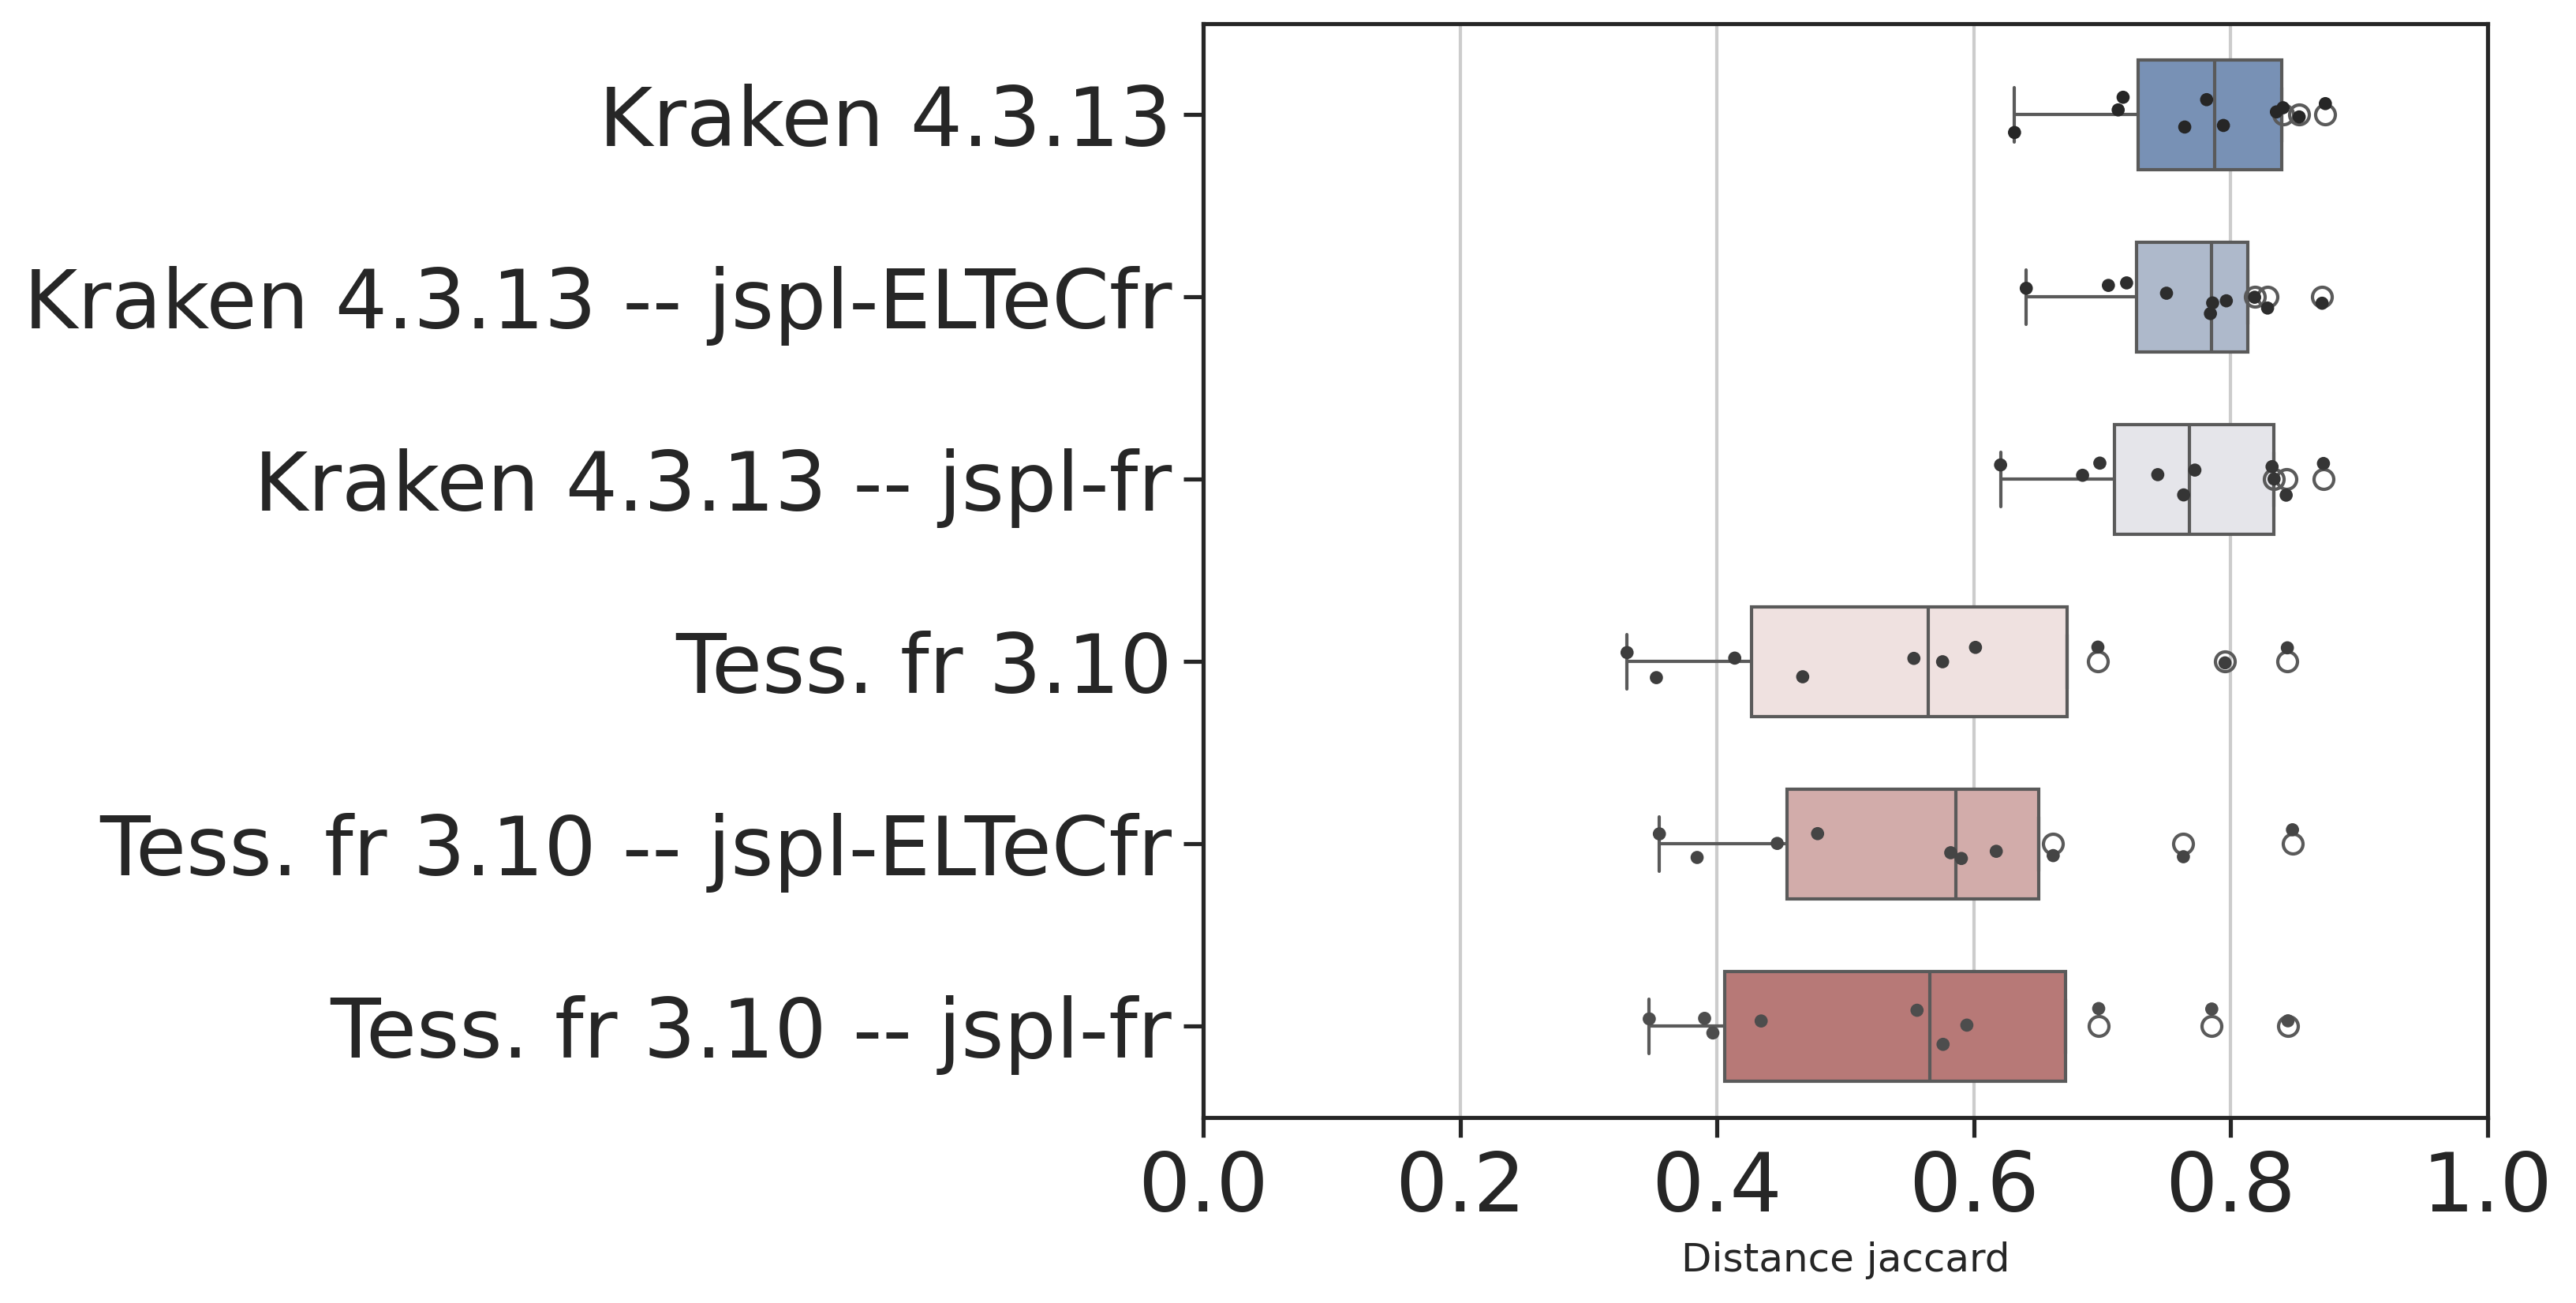 Kraken 4.3.13
Kraken 4.3.13 -- jspl-ELTeCfr
Kraken 4.3.13 -- jspl-fr
Tess. fr 3.10
Tess. fr 3.10 -- jspl-ELTeCfr
Tess. fr 3.10 -- jspl-fr
0.0 0.2 0.4 0.6 0.8 1.0
Distance jaccard